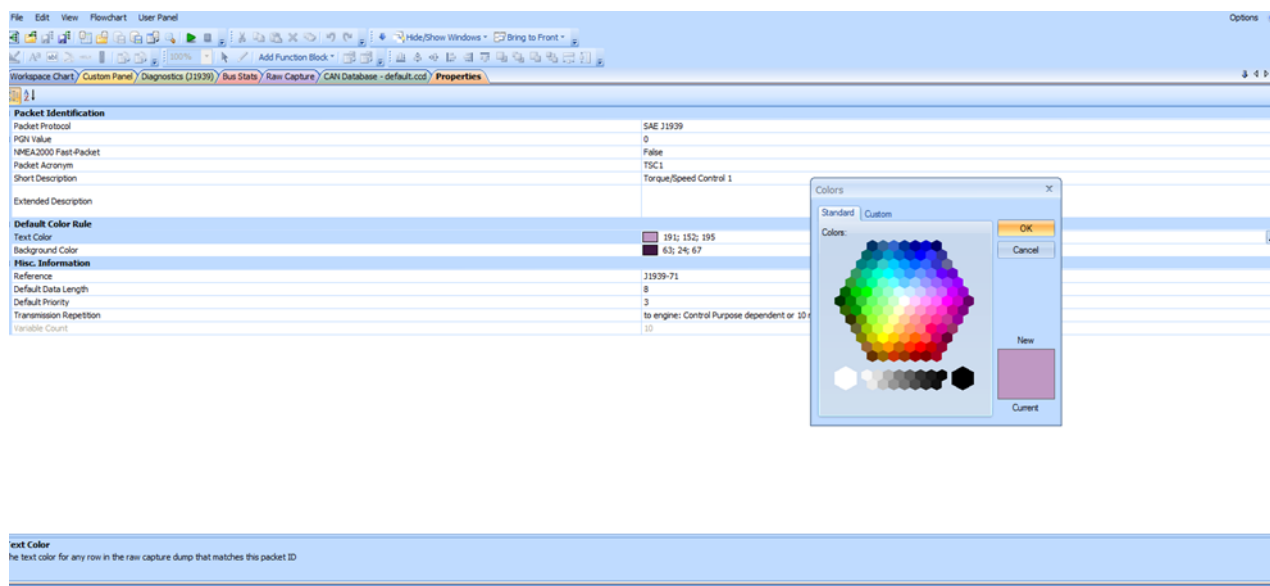 File Edit View Flowchart User Panel Options
Hide/Show Windows Bring to Front
100% Add Function Block
Workspace Chart Custom Panel Diagnostics (J1939) Bus Stats Raw Capture CAN Database - default.ccd Properties
Packet Identification
Packet Protocol SAE J1939
PGN Value 0
NMEA2000 Fast-Packet False
Packet Acronym TSC1
Short Description Torque/Speed Control 1
Extended Description
Default Color Rule
Text Color 191; 152; 195
Background Color 63; 24; 67
Misc. Information
Reference J1939-71
Default Data Length 8
Default Priority 3
Transmission Repetition to engine: Control Purpose dependent or 10
Variable Count 10
Colors
Standard Custom
Colors:
OK
Cancel
New
Current
ext Color
he text color for any row in the raw capture dump that matches this packet ID